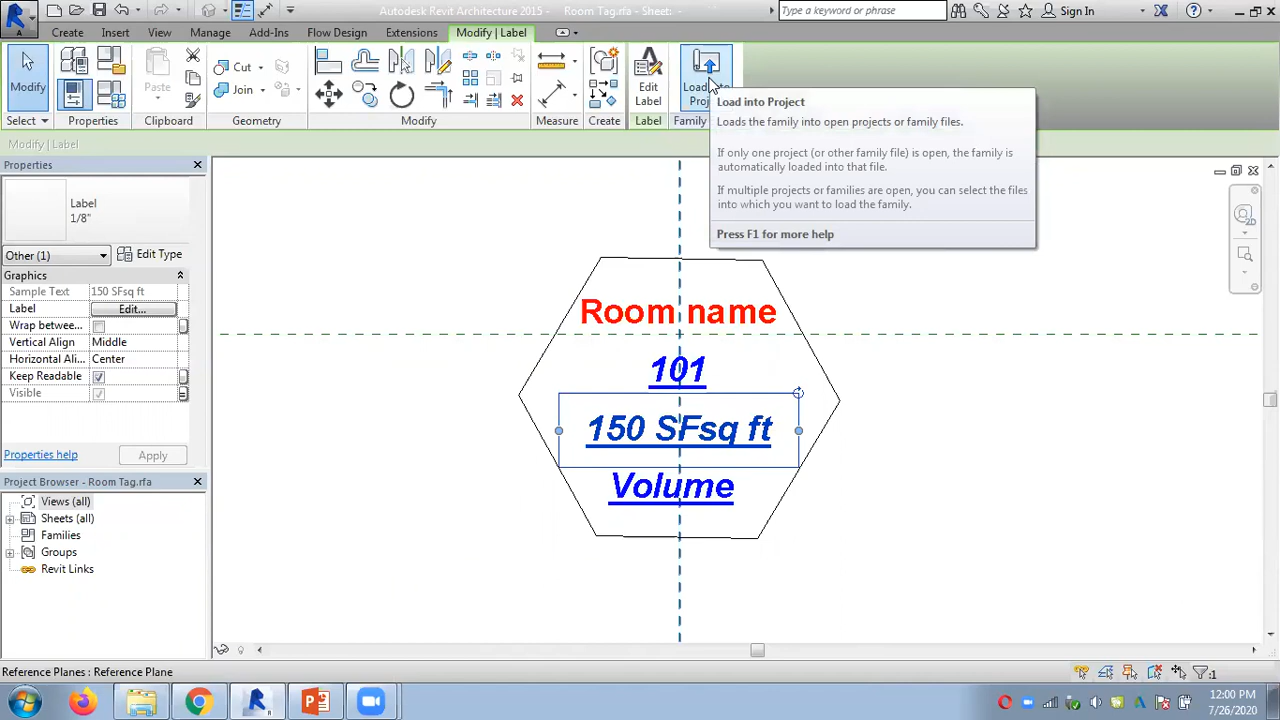 Autodesk Revit Architecture 2015 - Room Tag.rfa - Sheet:
Type a keyword or phrase
Sign In
Create
Insert
View
Manage
Add-Ins
Flow Design
Extensions
Modify | Label
Modify
Paste
Cut
Join
Edit
Label
Load into
Select
Properties
Clipboard
Geometry
Modify
Measure
Create
Label
Family
Load into Project
Loads the family into open projects or family files.
If only one project (or other family file) is open, the family is
automatically loaded into that file.
If multiple projects or families are open, you can select the files
into which you want to load the family.
Press F1 for more help
Modify | Label
Properties
Label
1/8"
Other (1)
Edit Type
Graphics
Sample Text 150 SFsq ft
Label Edit...
Wrap betwee...
Vertical Align Middle
Horizontal Ali... Center
Keep Readable
Visible
Properties help
Apply
Project Browser - Room Tag.rfa
Views (all)
Sheets (all)
Families
Groups
Revit Links
Room name
101
150 SFsq ft
Volume
Reference Planes : Reference Plane
:1
12:00 PM
7/26/2020